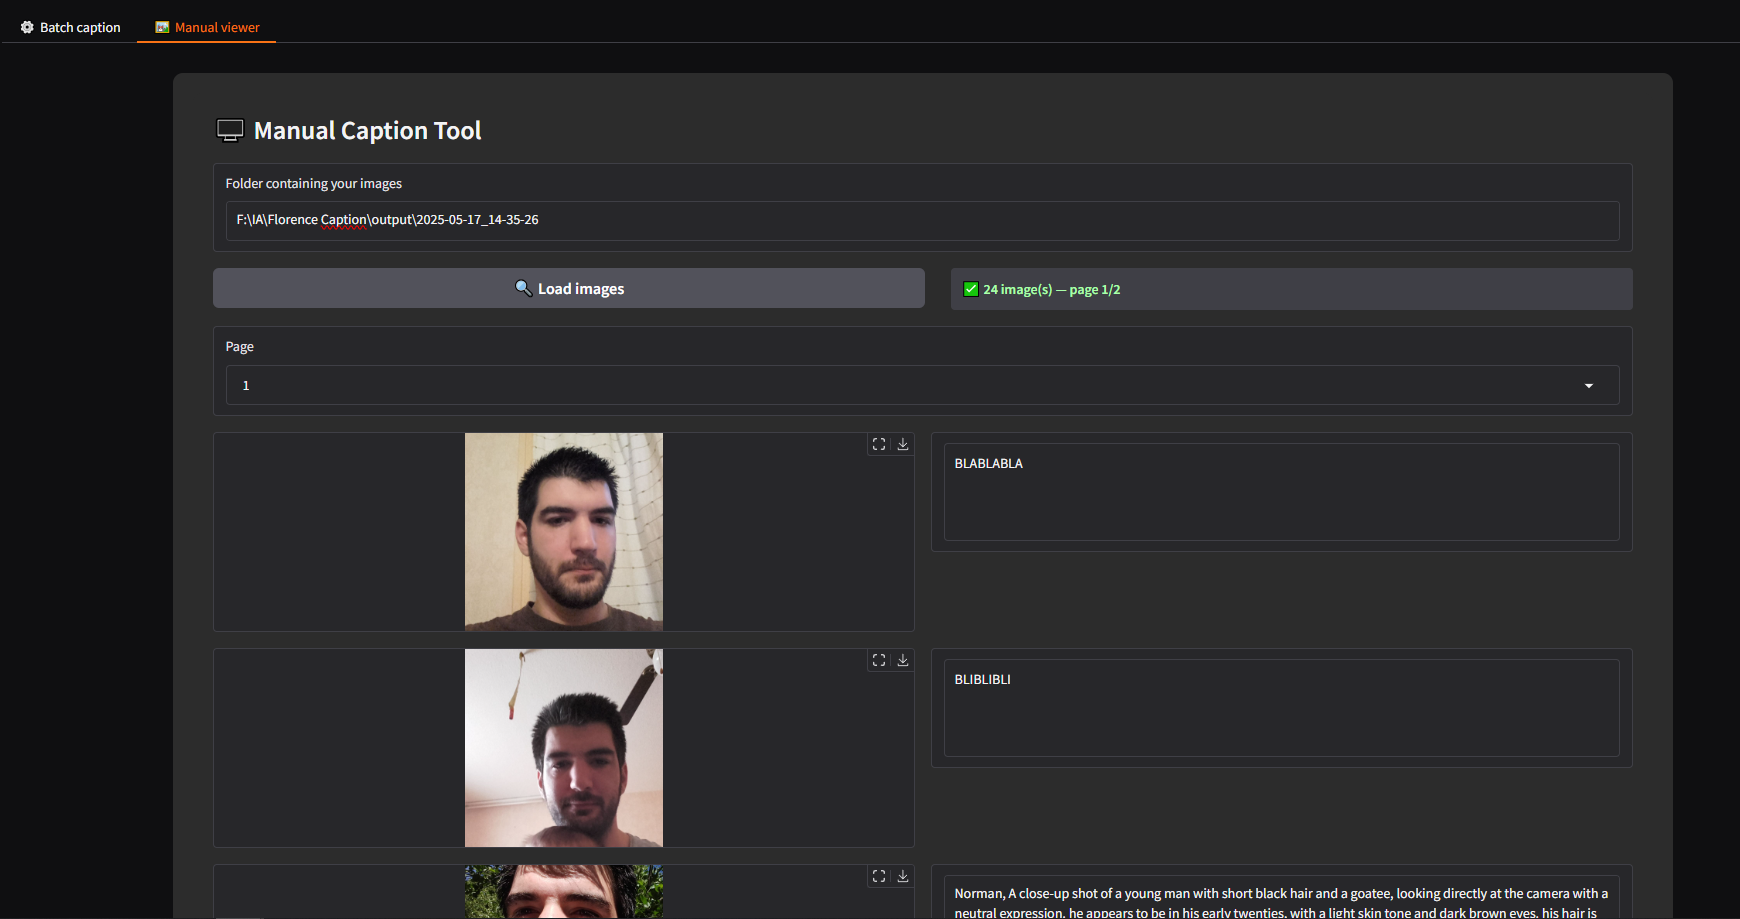 Batch caption
Manual viewer
Manual Caption Tool
Folder containing your images
F:\IA\Florence Caption\output\2025-05-17_14-35-26
Load images
24 image(s) — page 1/2
Page
1
BLABLABLA
BLIBLIBLI
Norman, A close-up shot of a young man with short black hair and a goatee, looking directly at the camera with a
neutral expression. he appears to be in his early twenties, with a light skin tone and dark brown eyes. his hair is